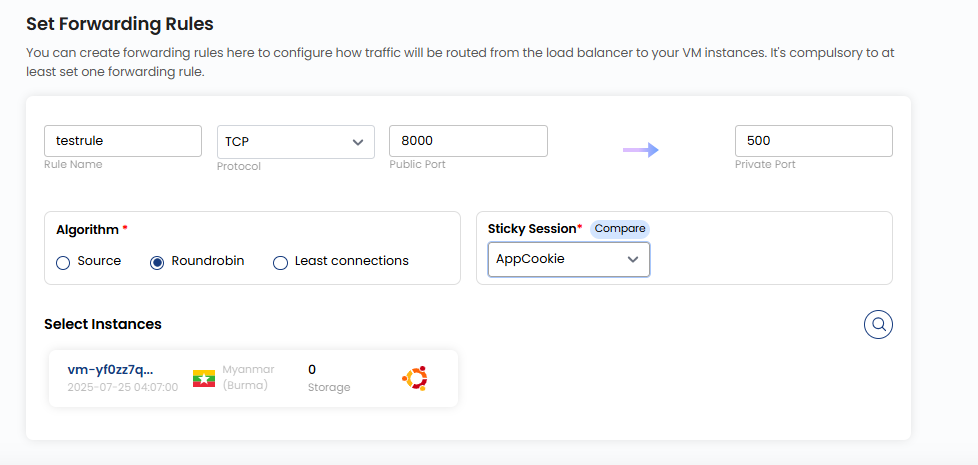 Set Forwarding Rules
You can create forwarding rules here to configure how traffic will be routed from the load balancer to your VM instances. It's compulsory to at
least set one forwarding rule.
testrule
TCP
8000
500
Rule Name
Protocol
Public Port
Private Port
Algorithm *
Source
Roundrobin
Least connections
Sticky Session* Compare
AppCookie
Select Instances
vm-yf0zz7q...
2025-07-25 04:07:00
Myanmar
(Burma)
0
Storage